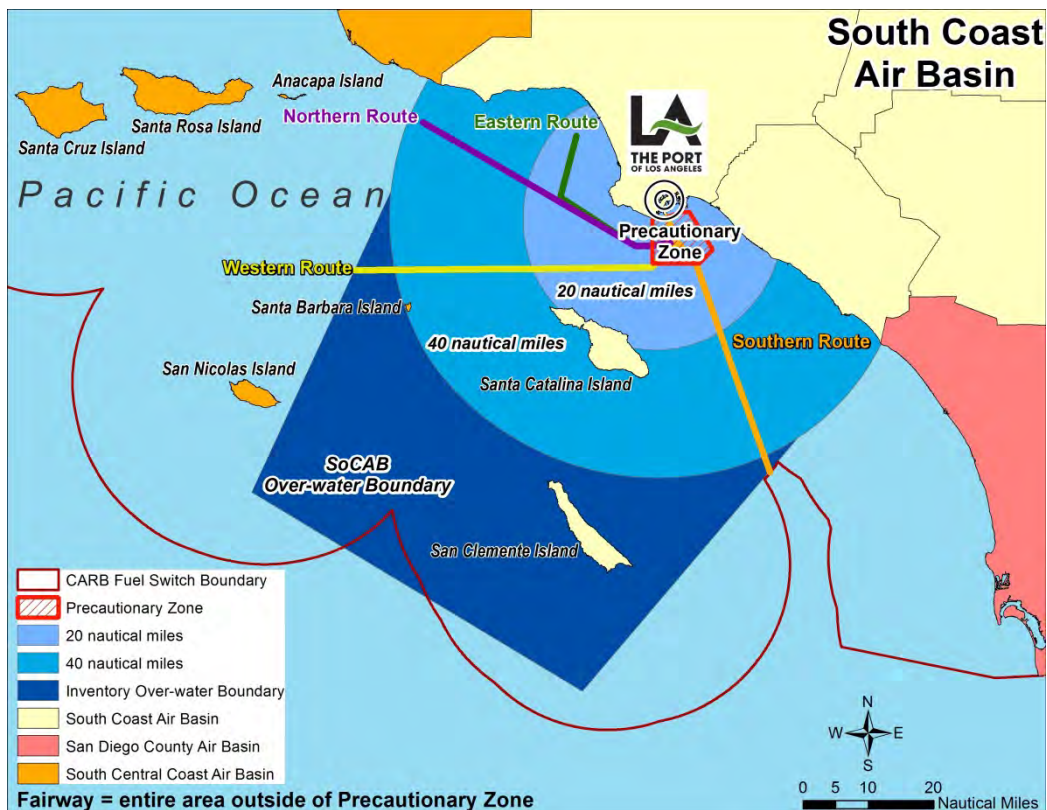 South Coast
Air Basin
Anacapa Island
Santa Rosa Island
Santa Cruz Island
Northern Route
Eastern Route
LA
THE PORT
OF LOS ANGELES
Pacific Ocean
Precautionary
Zone
Western Route
20 nautical miles
Santa Barbara Island
40 nautical miles
Southern Route
San Nicolas Island
Santa Catalina Island
SoCAB
Over-water Boundary
San Clemente Island
CARB Fuel Switch Boundary
Precautionary Zone
20 nautical miles
40 nautical miles
Inventory Over-water Boundary
South Coast Air Basin
San Diego County Air Basin
South Central Coast Air Basin
Fairway = entire area outside of Precautionary Zone
N
W E
S
0 5 10 20
Nautical Miles